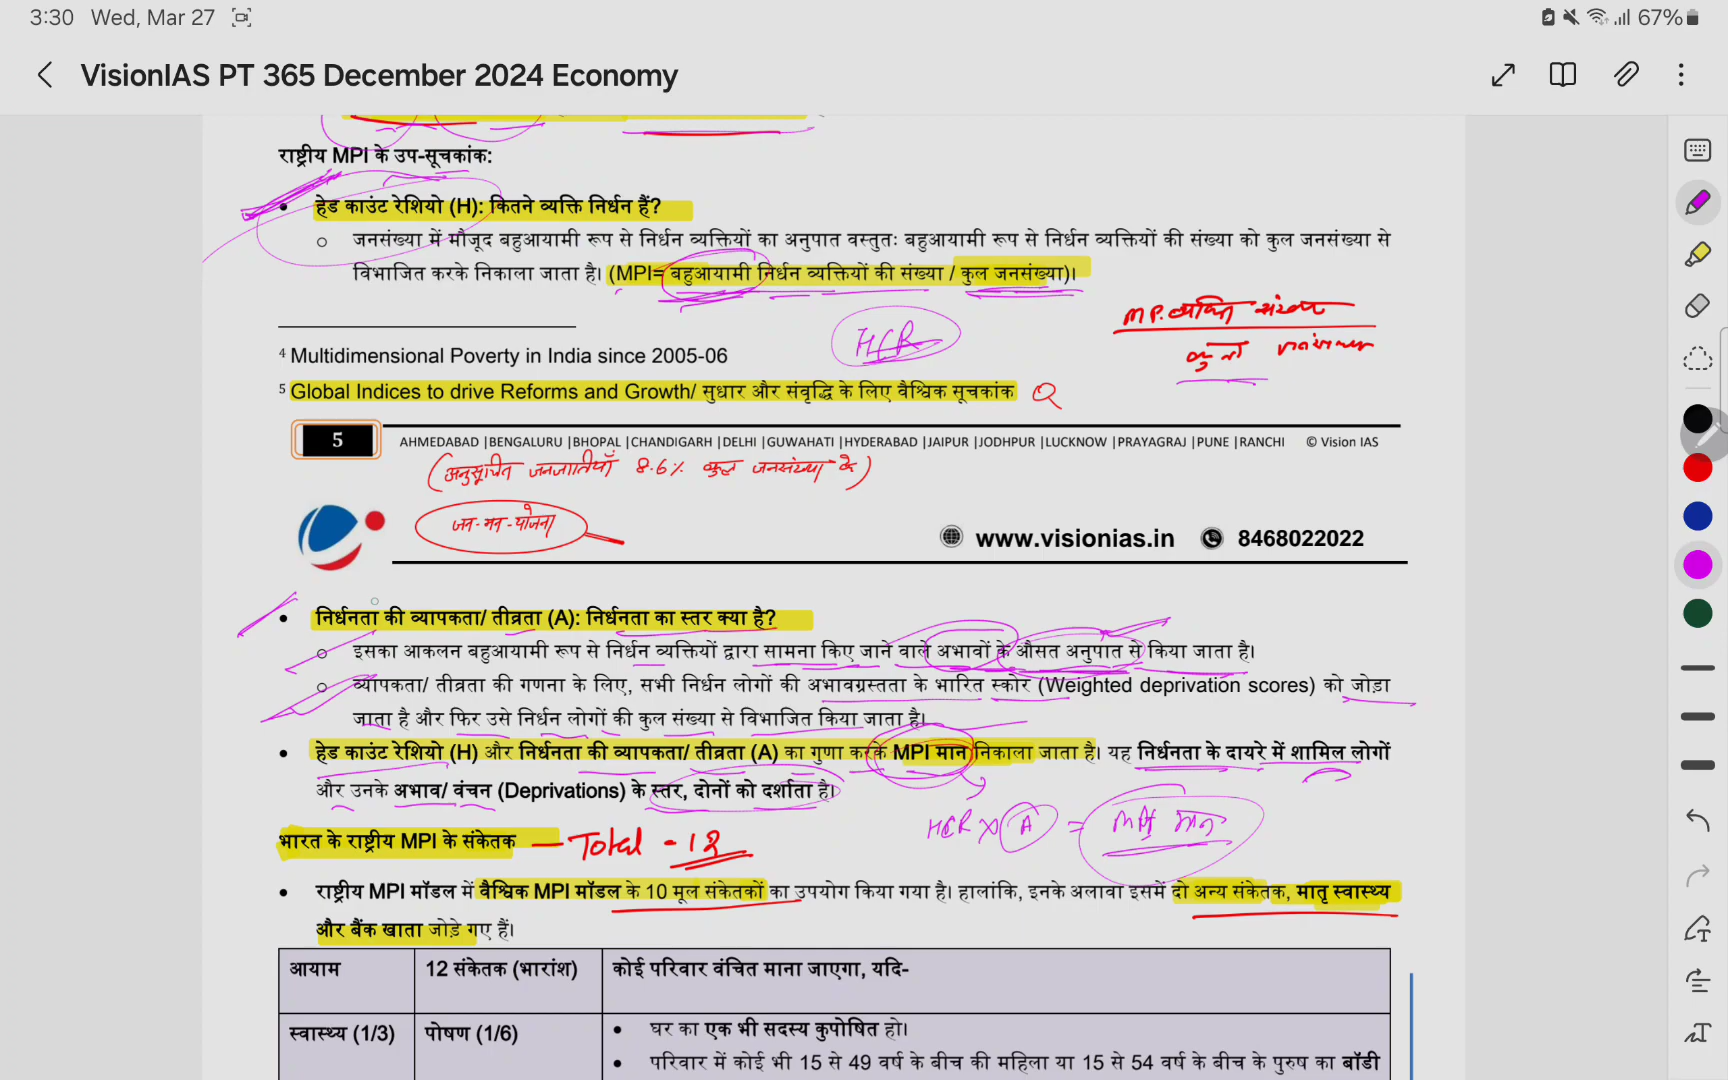 3:30 Wed, Mar 27 67%
VisionIAS PT 365 December 2024 Economy
राष्ट्रीय MPI के उप-सूचकांक:
• हेड काउंट रेशियो (H): कितने व्यक्ति निर्धन हैं?
○ जनसंख्या में मौजूद बहुआयामी रूप से निर्धन व्यक्तियों का अनुपात वस्तुतः बहुआयामी रूप से निर्धन व्यक्तियों की संख्या को कुल जनसंख्या से
विभाजित करके निकाला जाता है। (MPI= बहुआयामी निर्धन व्यक्तियों की संख्या / कुल जनसंख्या)।
HCR
M P. व्यक्ति संख्या
कुल जनसंख्या
4 Multidimensional Poverty in India since 2005-06
5 Global Indices to drive Reforms and Growth/ सुधार और संवृद्धि के लिए वैश्विक सूचकांक Q
5 AHMEDABAD |BENGALURU |BHOPAL |CHANDIGARH |DELHI |GUWAHATI |HYDERABAD |JAIPUR |JODHPUR |LUCKNOW |PRAYAGRAJ |PUNE |RANCHI © Vision IAS
(अनुसूचित जनजातियाँ 8.6% कुल जनसंख्या के)
जन-मन-योजना
www.visionias.in 8468022022
• निर्धनता की व्यापकता/ तीव्रता (A): निर्धनता का स्तर क्या है?
○ इसका आकलन बहुआयामी रूप से निर्धन व्यक्तियों द्वारा सामना किए जाने वाले अभावों के औसत अनुपात से किया जाता है।
○ व्यापकता/ तीव्रता की गणना के लिए, सभी निर्धन लोगों की अभावग्रस्तता के भारित स्कोर (Weighted deprivation scores) को जोड़ा
जाता है और फिर उसे निर्धन लोगों की कुल संख्या से विभाजित किया जाता है।
• हेड काउंट रेशियो (H) और निर्धनता की व्यापकता/ तीव्रता (A) का गुणा करके MPI मान निकाला जाता है। यह निर्धनता के दायरे में शामिल लोगों
और उनके अभाव/ वंचन (Deprivations) के स्तर, दोनों को दर्शाता है।
HCR X A = MPI मान
भारत के राष्ट्रीय MPI के संकेतक — Total - 12
• राष्ट्रीय MPI मॉडल में वैश्विक MPI मॉडल के 10 मूल संकेतकों का उपयोग किया गया है। हालांकि, इनके अलावा इसमें दो अन्य संकेतक, मातृ स्वास्थ्य
और बैंक खाता जोड़े गए हैं।
आयाम 12 संकेतक (भारांश) कोई परिवार वंचित माना जाएगा, यदि-
स्वास्थ्य (1/3) पोषण (1/6) • घर का एक भी सदस्य कुपोषित हो।
• परिवार में कोई भी 15 से 49 वर्ष के बीच की महिला या 15 से 54 वर्ष के बीच के पुरुष का बॉडी